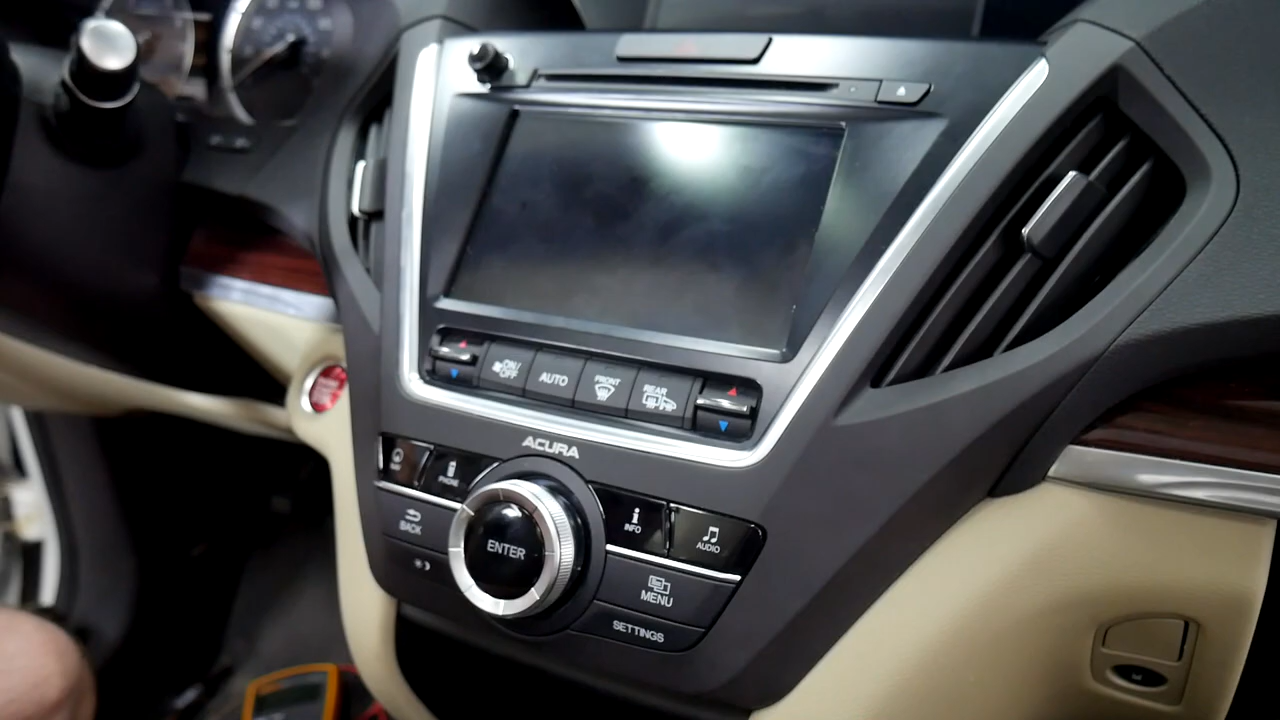 ON/
OFF
AUTO
FRONT
REAR
ACURA
PHONE
INFO
AUDIO
BACK
ENTER
MENU
SETTINGS